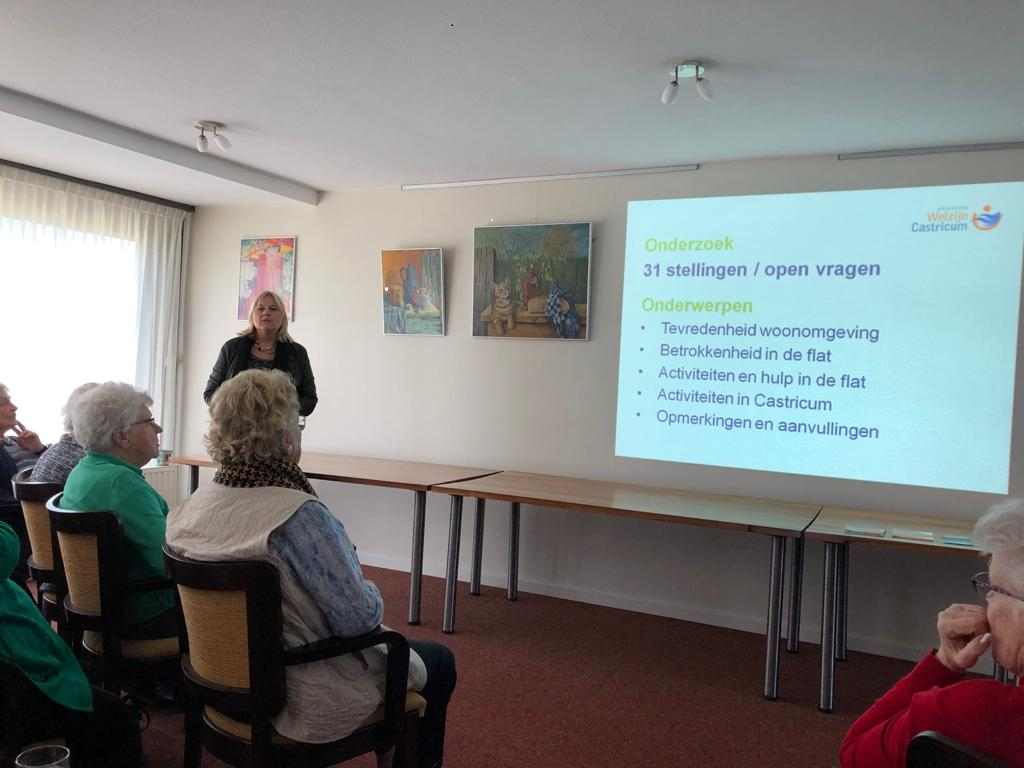 Welzijn
Castricum
Onderzoek
31 stellingen / open vragen
Onderwerpen
• Tevredenheid woonomgeving
• Betrokkenheid in de flat
• Activiteiten en hulp in de flat
• Activiteiten in Castricum
• Opmerkingen en aanvullingen